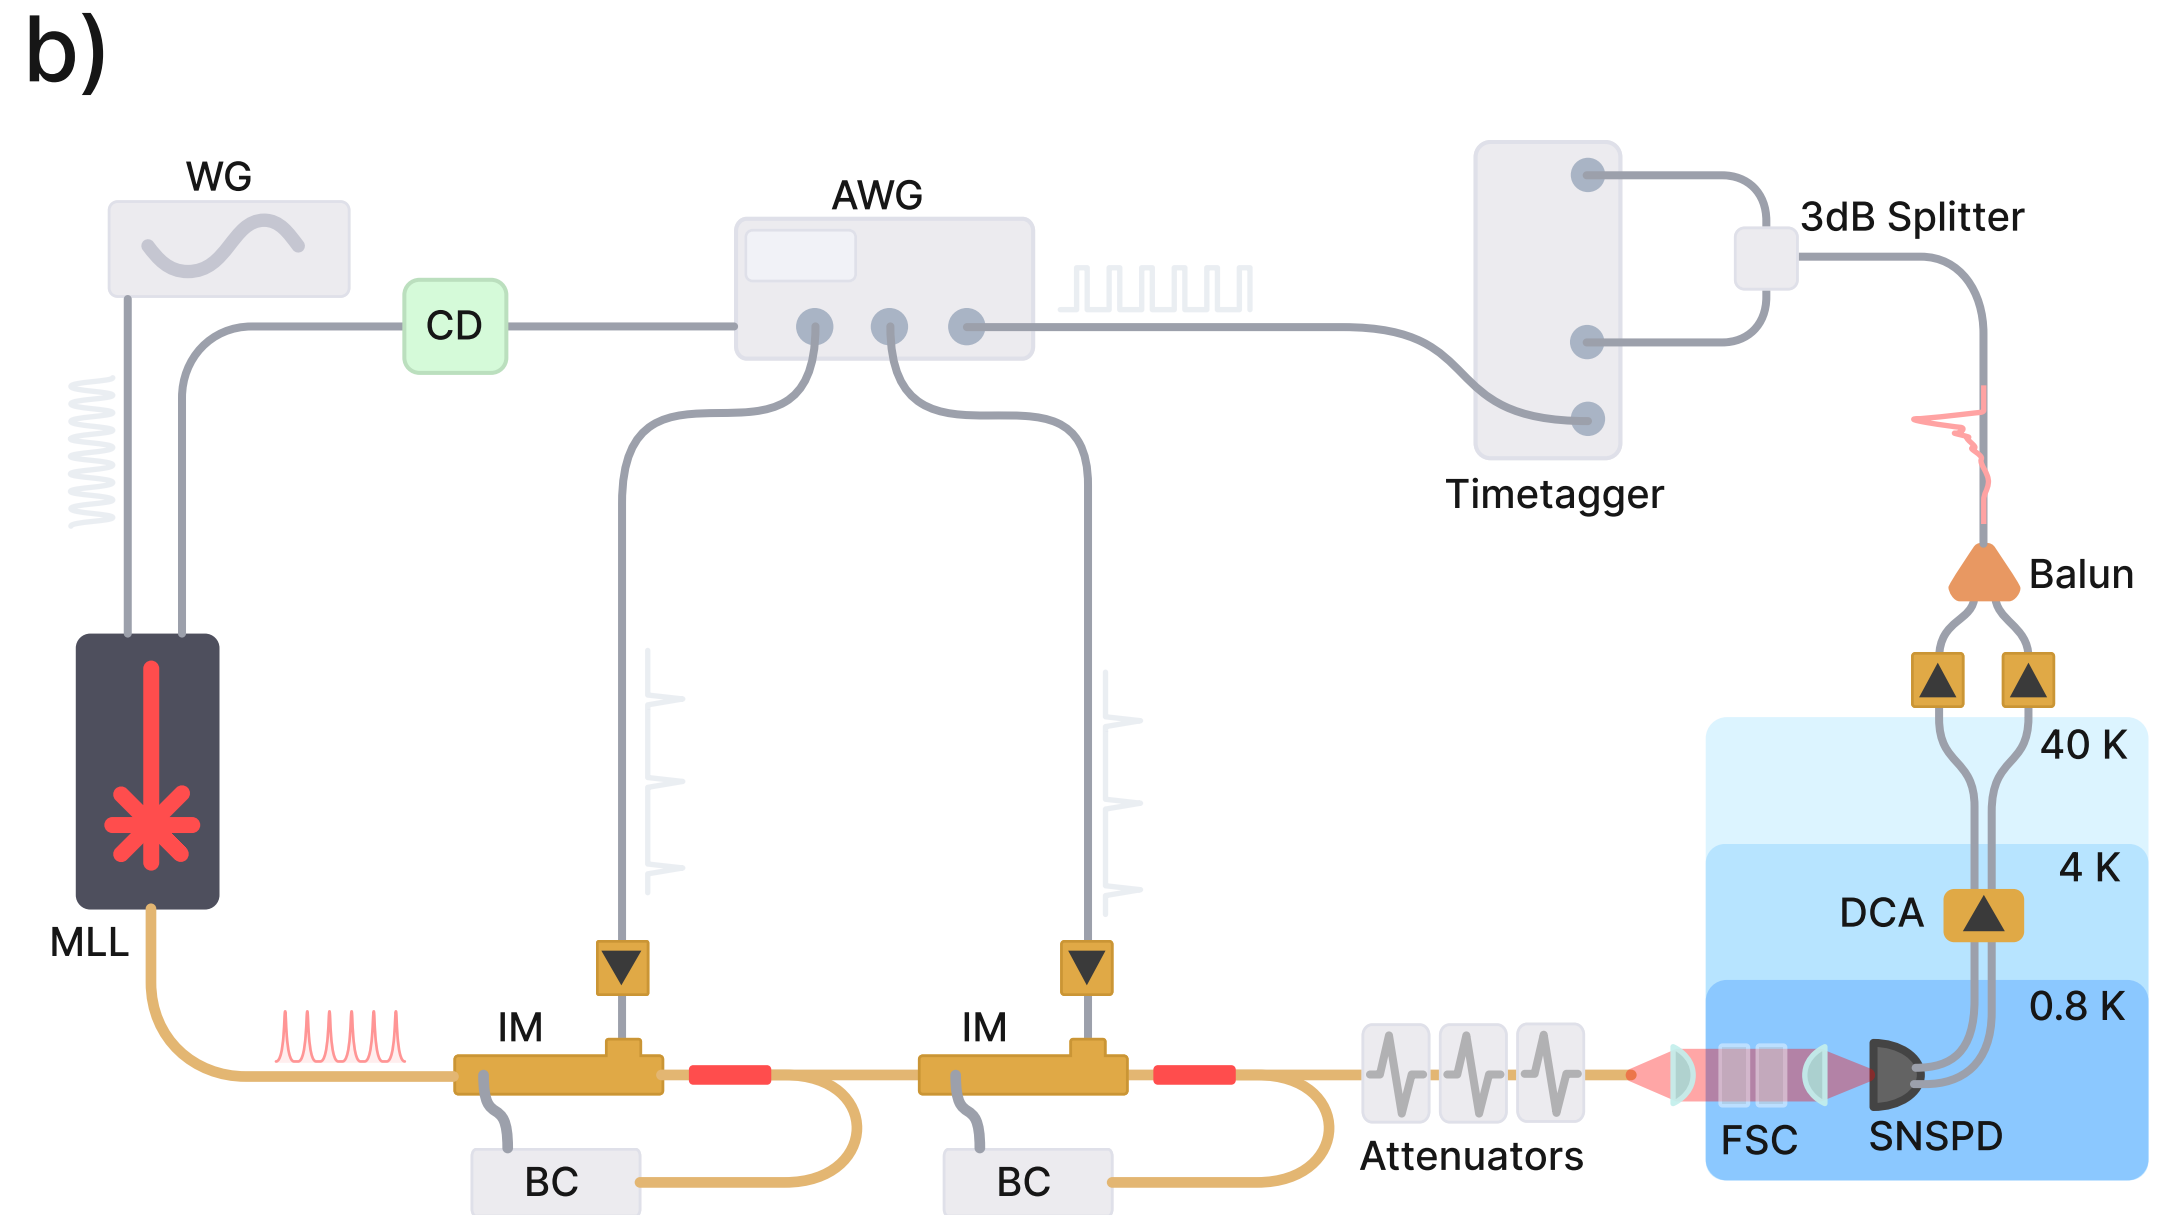 b)
WG
AWG
3dB Splitter
CD
Timetagger
Balun
40 K
4 K
DCA
MLL
0.8 K
IM
IM
FSC
SNSPD
Attenuators
BC
BC